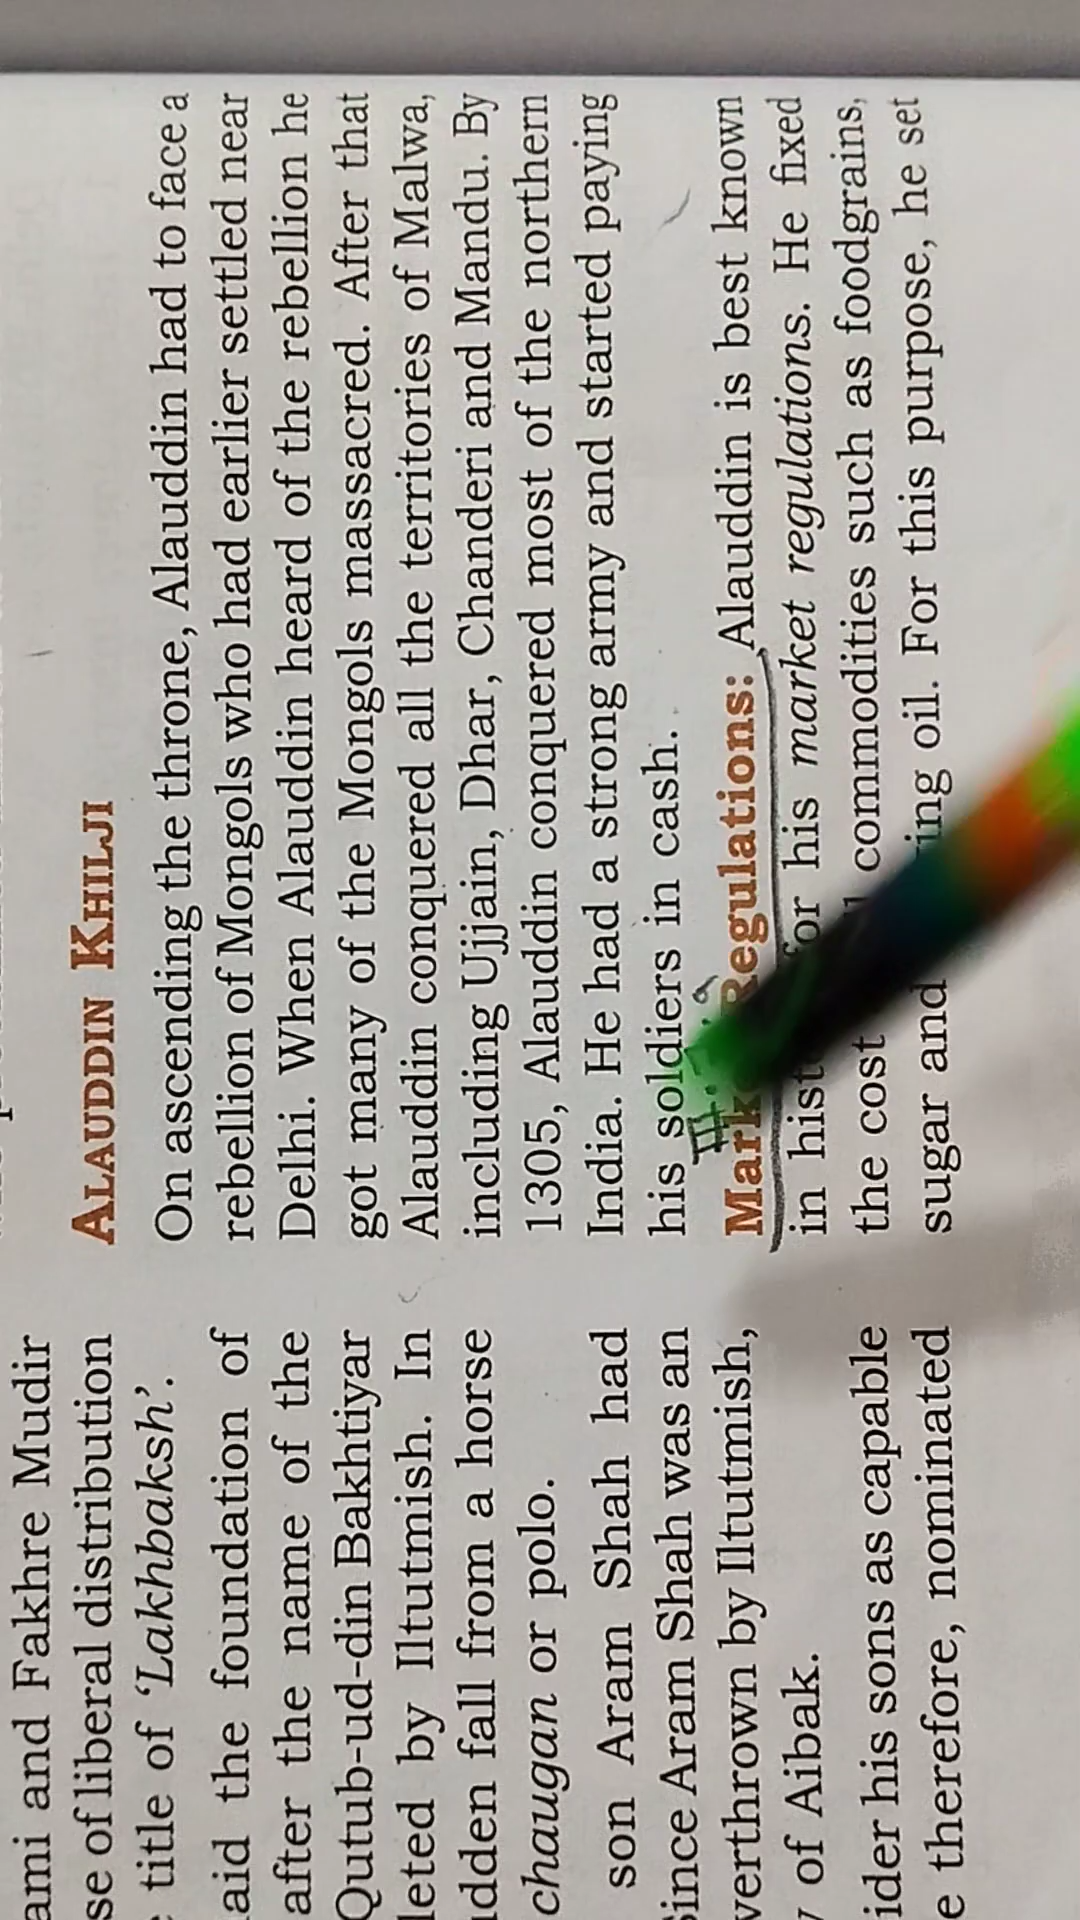 ami and Fakhre Mudir
se of liberal distribution
title of ‘Lakhbaksh’.
aid the foundation of
after the name of the
Qutub-ud-din Bakhtiyar
leted by Iltutmish. In
dden fall from a horse
chaugan or polo.
son Aram Shah had
ince Aram Shah was an
verthrown by Iltutmish,
of Aibak.
ider his sons as capable
e therefore, nominated
ALAUDDIN KHILJI
On ascending the throne, Alauddin had to face a
rebellion of Mongols who had earlier settled near
Delhi. When Alauddin heard of the rebellion he
got many of the Mongols massacred. After that
Alauddin conquered all the territories of Malwa,
including Ujjain, Dhar, Chanderi and Mandu. By
1305, Alauddin conquered most of the northern
India. He had a strong army and started paying
his soldiers in cash.
Regulations: Alauddin is best known
in for his market regulations. He fixed
the cost commodities such as foodgrains,
sugar and oil. For this purpose, he set